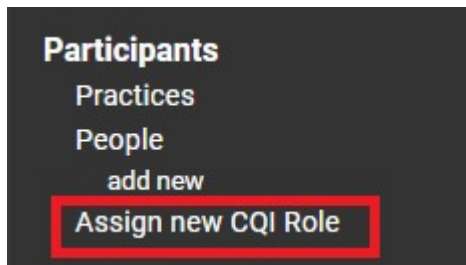 Participants
Practices
People
add new
Assign new CQI Role